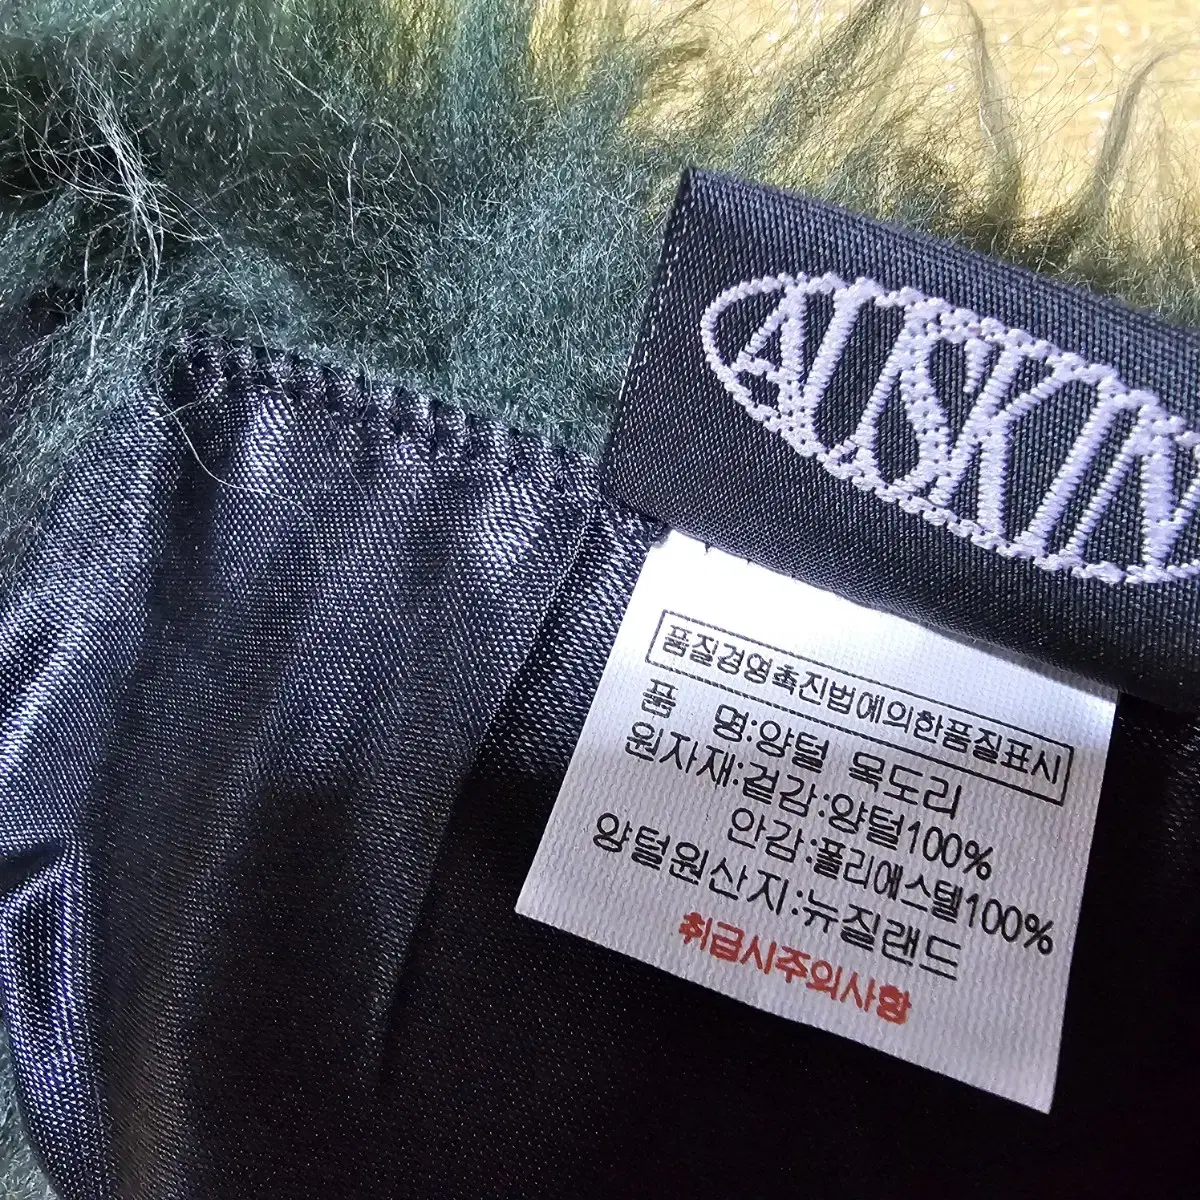 AUSKIN
품질경영촉진법에의한품질표시
품 명:양털 목도리
원자재:겉감:양털100%
안감:폴리에스텔100%
양털원산지:뉴질랜드
취급시주의사항